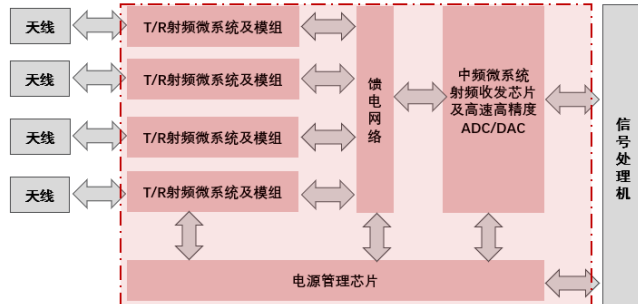 天线
T/R射频微系统及模组
天线
T/R射频微系统及模组
天线
T/R射频微系统及模组
天线
T/R射频微系统及模组
馈电网络
中频微系统
射频收发芯片
及高速高精度
ADC/DAC
信号处理机
电源管理芯片